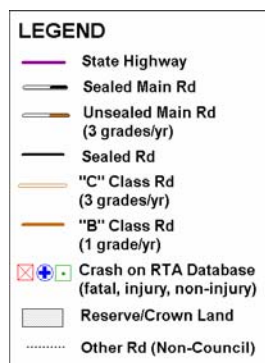 LEGEND
State Highway
Sealed Main Rd
Unsealed Main Rd
(3 grades/yr)
Sealed Rd
"C" Class Rd
(3 grades/yr)
"B" Class Rd
(1 grade/yr)
Crash on RTA Database
(fatal, injury, non-injury)
Reserve/Crown Land
Other Rd (Non-Council)